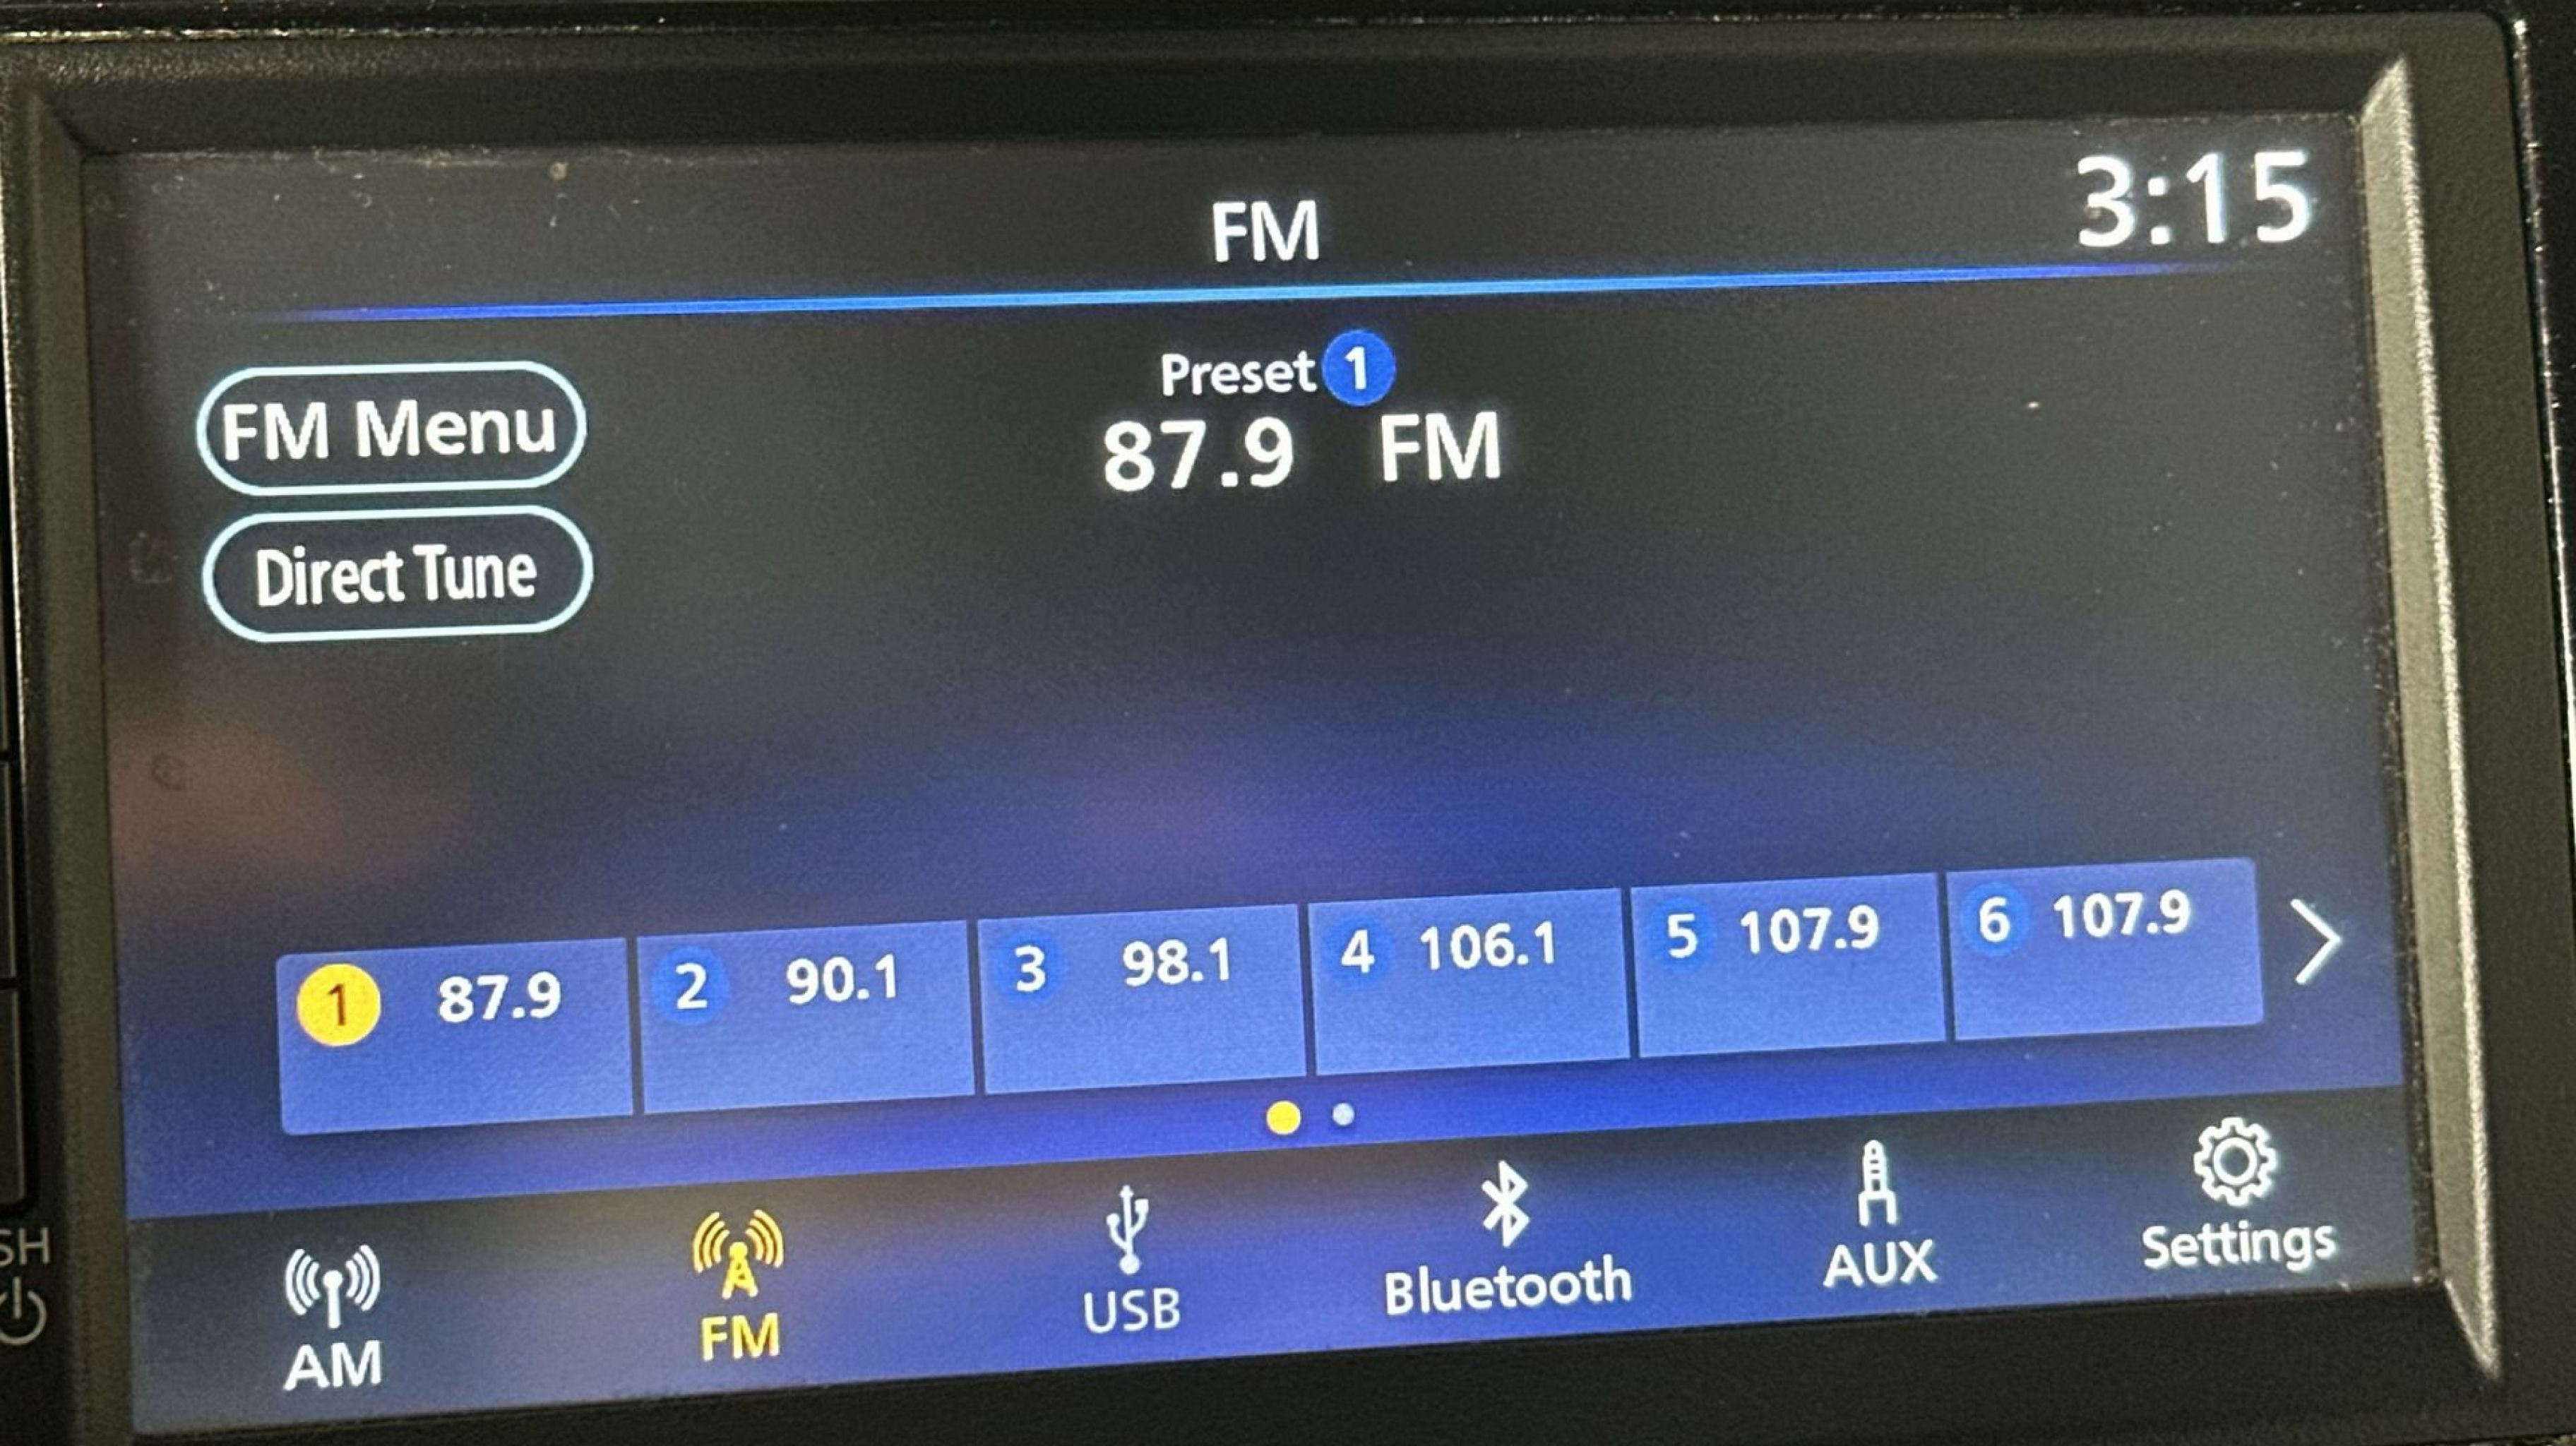 FM
3:15
Preset 1
87.9 FM
FM Menu
Direct Tune
1 87.9 2 90.1 3 98.1 4 106.1 5 107.9 6 107.9
AM FM USB Bluetooth AUX Settings
SH